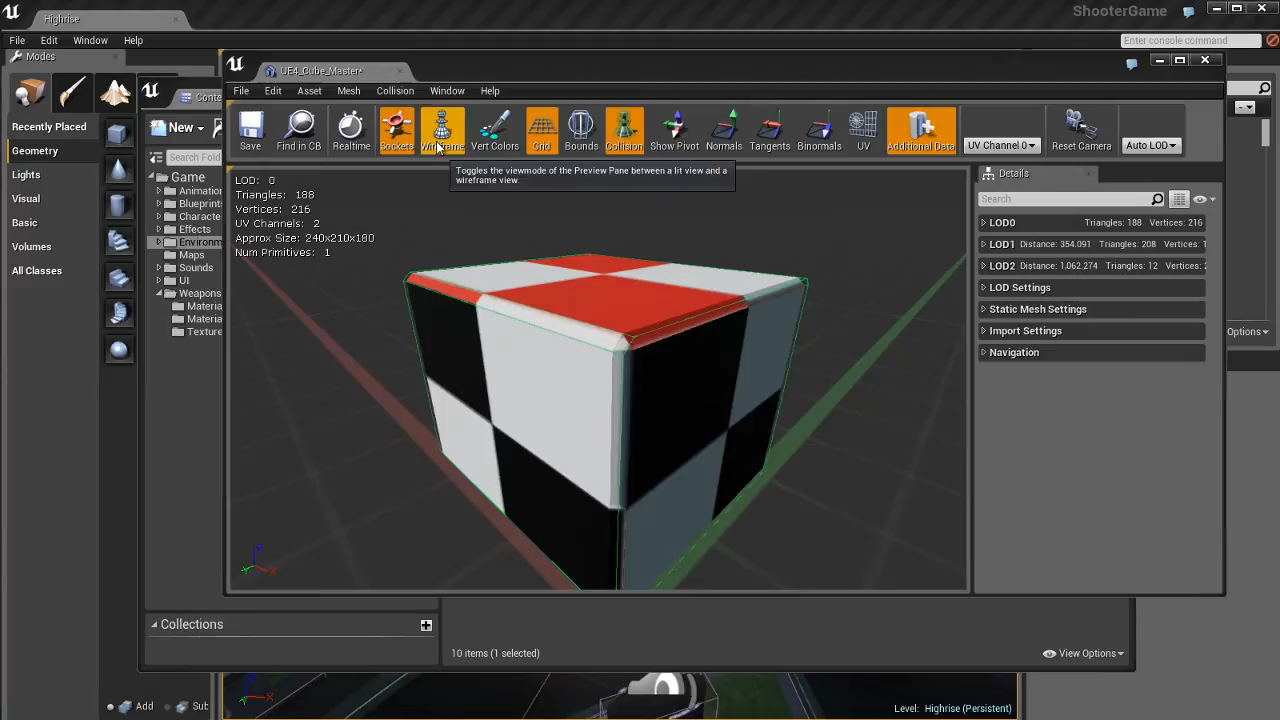 Highrise
ShooterGame
File Edit Window Help
Enter console command
Modes
UE4_Cube_Master*
File Edit Asset Mesh Collision Window Help
Recently Placed
Geometry
Lights
Visual
Basic
Volumes
All Classes
New
Search Folders
Game
Animation
Blueprints
Character
Effects
Environm
Maps
Sounds
UI
Weapons
Materia
Materia
Texture
Save Find in CB Realtime Sockets Wireframe Vert Colors Grid Bounds Collision Show Pivot Normals Tangents Binormals UV Additional Data UV Channel 0 Reset Camera Auto LOD
Toggles the viewmode of the Preview Pane between a lit view and a
wireframe view.
LOD: 0
Triangles: 188
Vertices: 216
UV Channels: 2
Approx Size: 240x210x180
Num Primitives: 1
Details
Search
LOD0 Triangles: 188 Vertices: 216
LOD1 Distance: 354.091 Triangles: 208 Vertices: 1
LOD2 Distance: 1,062.274 Triangles: 12 Vertices: 2
LOD Settings
Static Mesh Settings
Import Settings
Navigation
Options
Collections
10 items (1 selected)
View Options
Add Sub
Level: Highrise (Persistent)